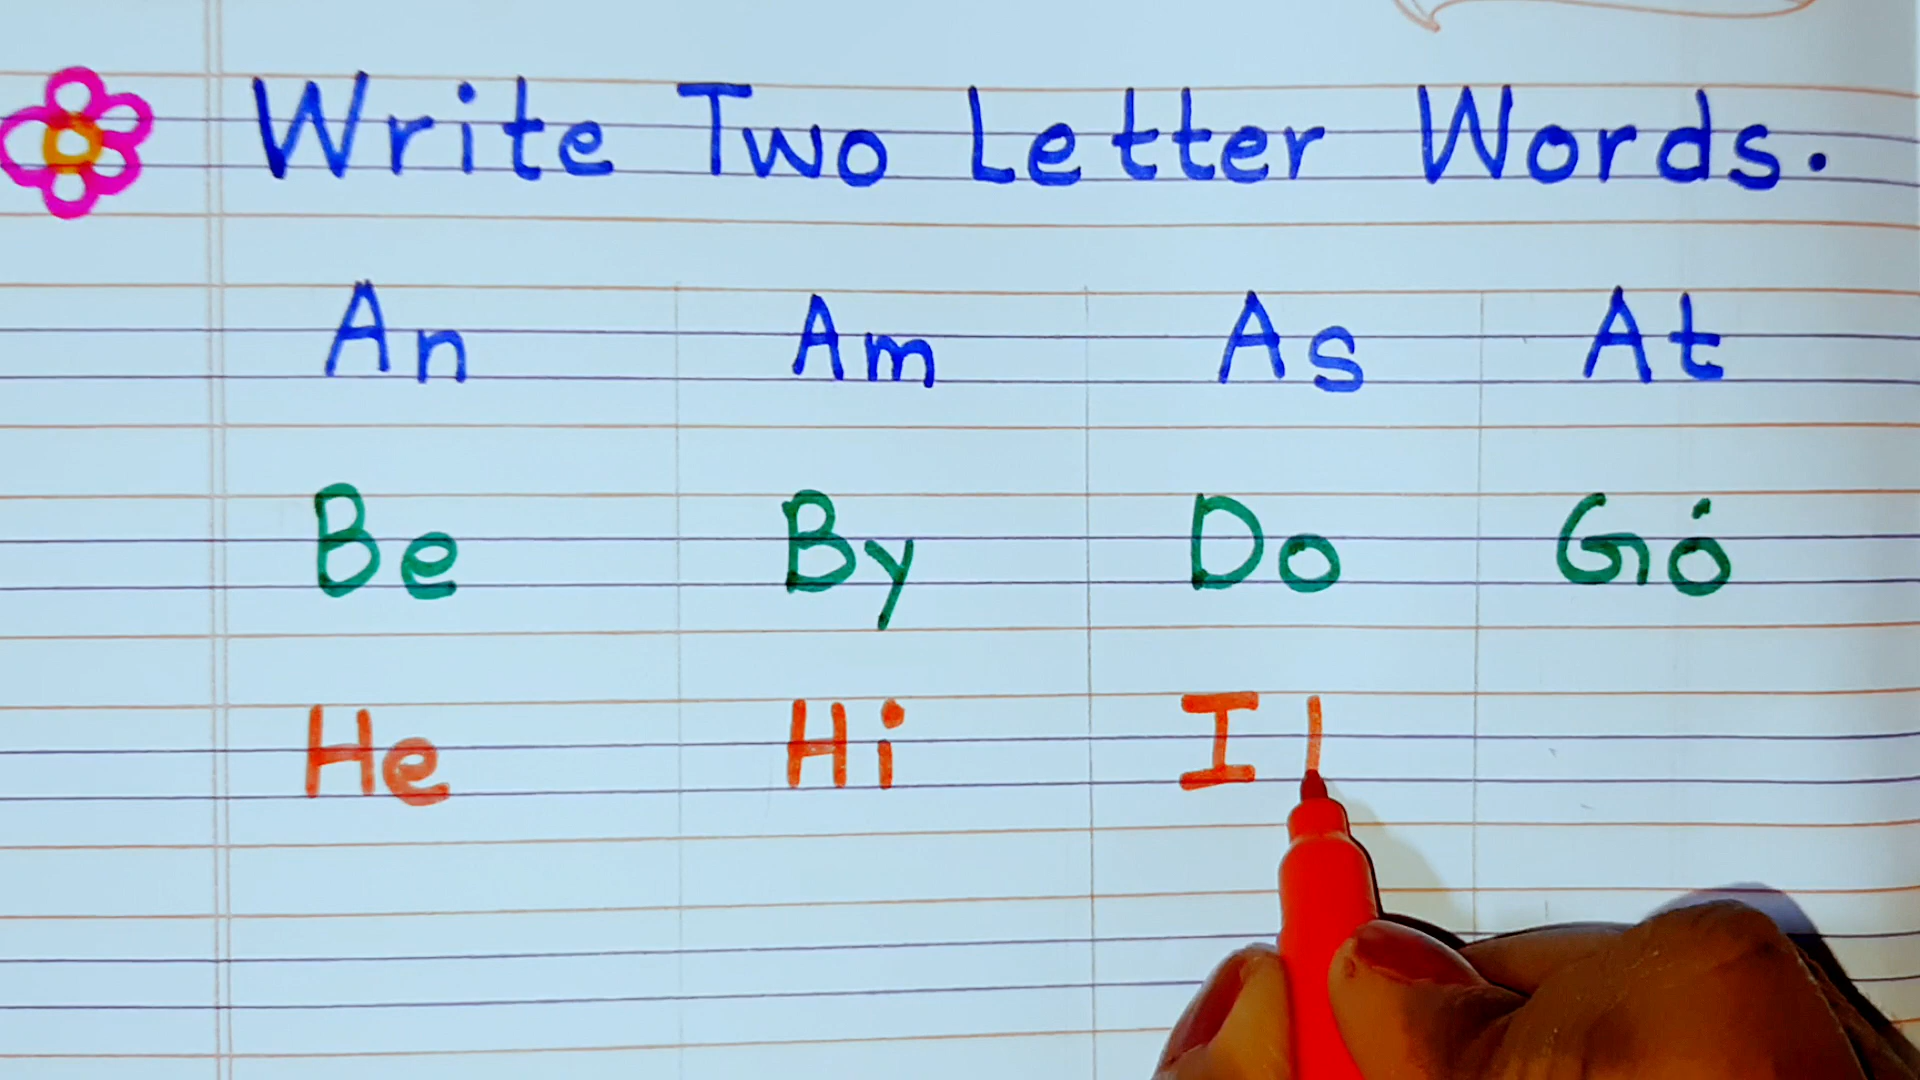 Write Two Letter Words.
An Am As At
Be By Do Go
He Hi I